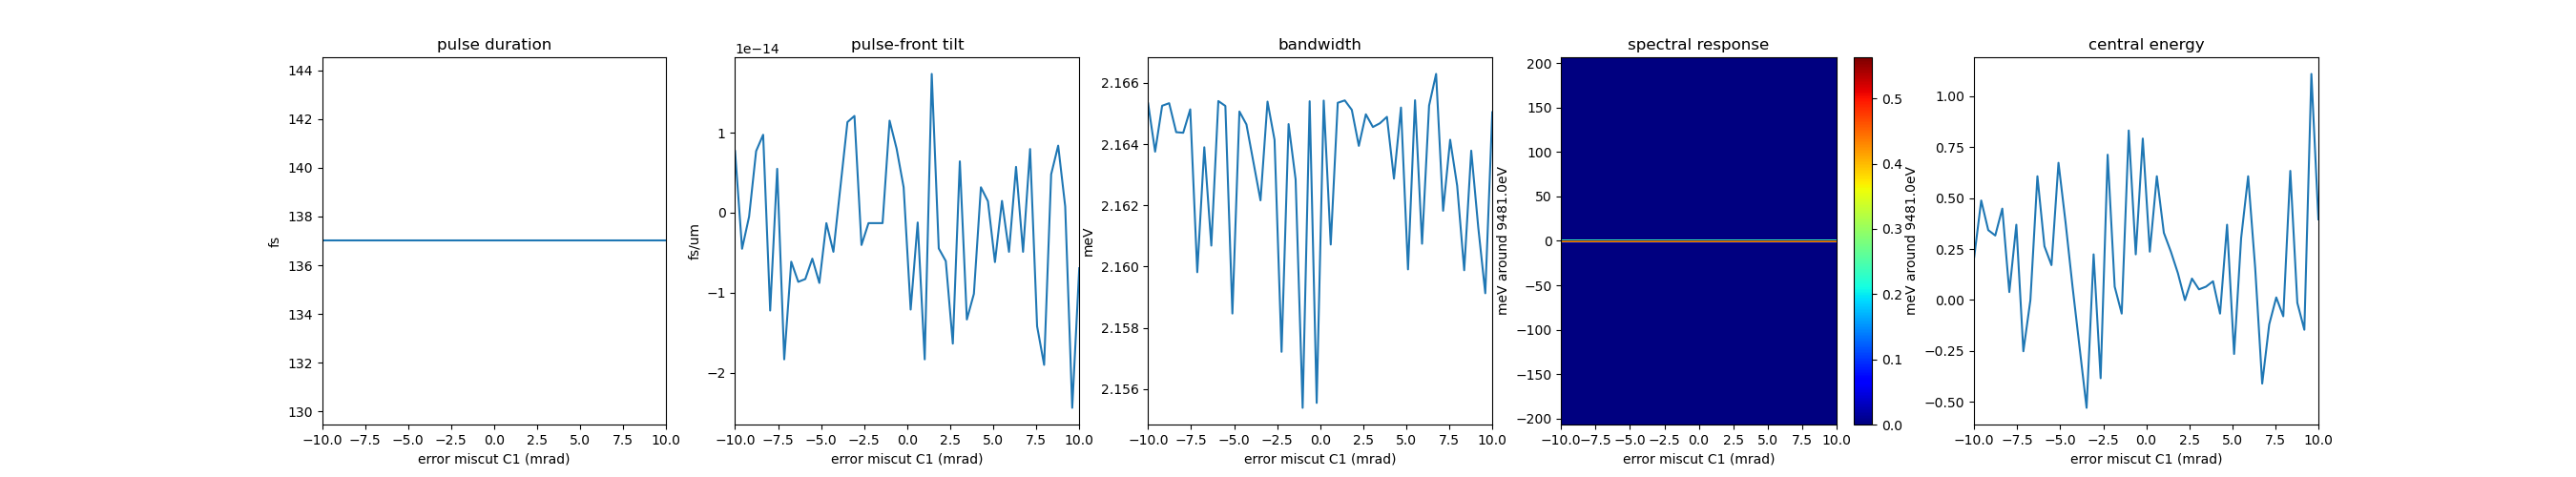 pulse duration
144
142
140
138
136
134
132
130
fs
−10.0 −7.5 −5.0 −2.5 0.0 2.5 5.0 7.5 10.0
error miscut C1 (mrad)
pulse-front tilt
1e−14
1
0
−1
−2
fs/um
−10.0 −7.5 −5.0 −2.5 0.0 2.5 5.0 7.5 10.0
error miscut C1 (mrad)
bandwidth
2.166
2.164
2.162
2.160
2.158
2.156
meV
−10.0 −7.5 −5.0 −2.5 0.0 2.5 5.0 7.5 10.0
error miscut C1 (mrad)
spectral response
200
150
100
50
0
−50
−100
−150
−200
meV around 9481.0eV
−10.0 −7.5 −5.0 −2.5 0.0 2.5 5.0 7.5 10.0
error miscut C1 (mrad)
0.5
0.4
0.3
0.2
0.1
0.0
central energy
1.00
0.75
0.50
0.25
0.00
−0.25
−0.50
meV around 9481.0eV
−10.0 −7.5 −5.0 −2.5 0.0 2.5 5.0 7.5 10.0
error miscut C1 (mrad)